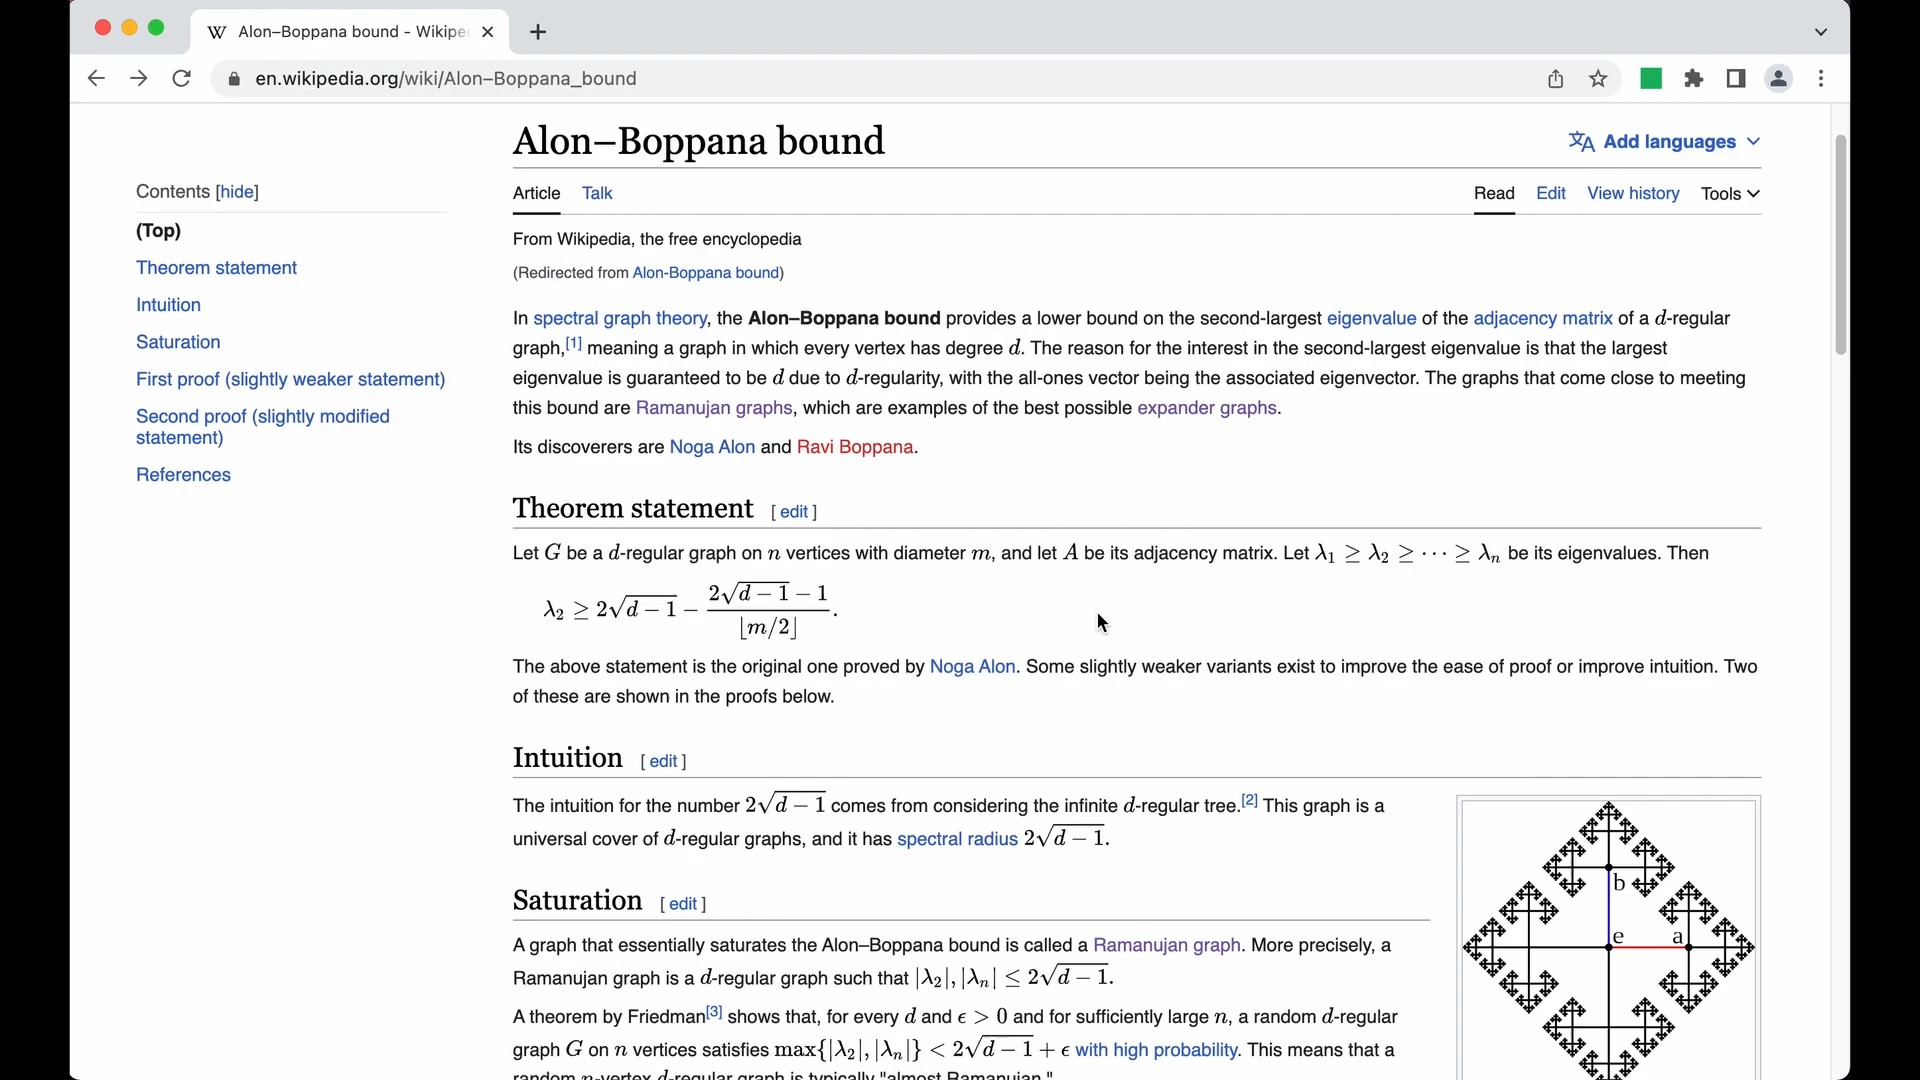 Alon–Boppana bound - Wikipe
en.wikipedia.org/wiki/Alon–Boppana_bound
Alon–Boppana bound
Add languages
Contents [hide]
(Top)
Theorem statement
Intuition
Saturation
First proof (slightly weaker statement)
Second proof (slightly modified
statement)
References
Article Talk
Read Edit View history Tools
From Wikipedia, the free encyclopedia
(Redirected from Alon-Boppana bound)
In spectral graph theory, the Alon–Boppana bound provides a lower bound on the second-largest eigenvalue of the adjacency matrix of a d-regular
graph,[1] meaning a graph in which every vertex has degree d. The reason for the interest in the second-largest eigenvalue is that the largest
eigenvalue is guaranteed to be d due to d-regularity, with the all-ones vector being the associated eigenvector. The graphs that come close to meeting
this bound are Ramanujan graphs, which are examples of the best possible expander graphs.
Its discoverers are Noga Alon and Ravi Boppana.
Theorem statement [ edit ]
Let G be a d-regular graph on n vertices with diameter m, and let A be its adjacency matrix. Let λ₁ ≥ λ₂ ≥ ⋯ ≥ λₙ be its eigenvalues. Then
λ₂ ≥ 2√(d − 1) − (2√(d − 1) − 1)/⌊m/2⌋.
The above statement is the original one proved by Noga Alon. Some slightly weaker variants exist to improve the ease of proof or improve intuition. Two
of these are shown in the proofs below.
Intuition [ edit ]
The intuition for the number 2√(d − 1) comes from considering the infinite d-regular tree.[2] This graph is a
universal cover of d-regular graphs, and it has spectral radius 2√(d − 1).
Saturation [ edit ]
A graph that essentially saturates the Alon–Boppana bound is called a Ramanujan graph. More precisely, a
Ramanujan graph is a d-regular graph such that |λ₂|, |λₙ| ≤ 2√(d − 1).
A theorem by Friedman[3] shows that, for every d and ϵ > 0 and for sufficiently large n, a random d-regular
graph G on n vertices satisfies max{|λ₂|, |λₙ|} < 2√(d − 1) + ϵ with high probability. This means that a
random n-vertex d-regular graph is typically "almost Ramanujan."
b
e a